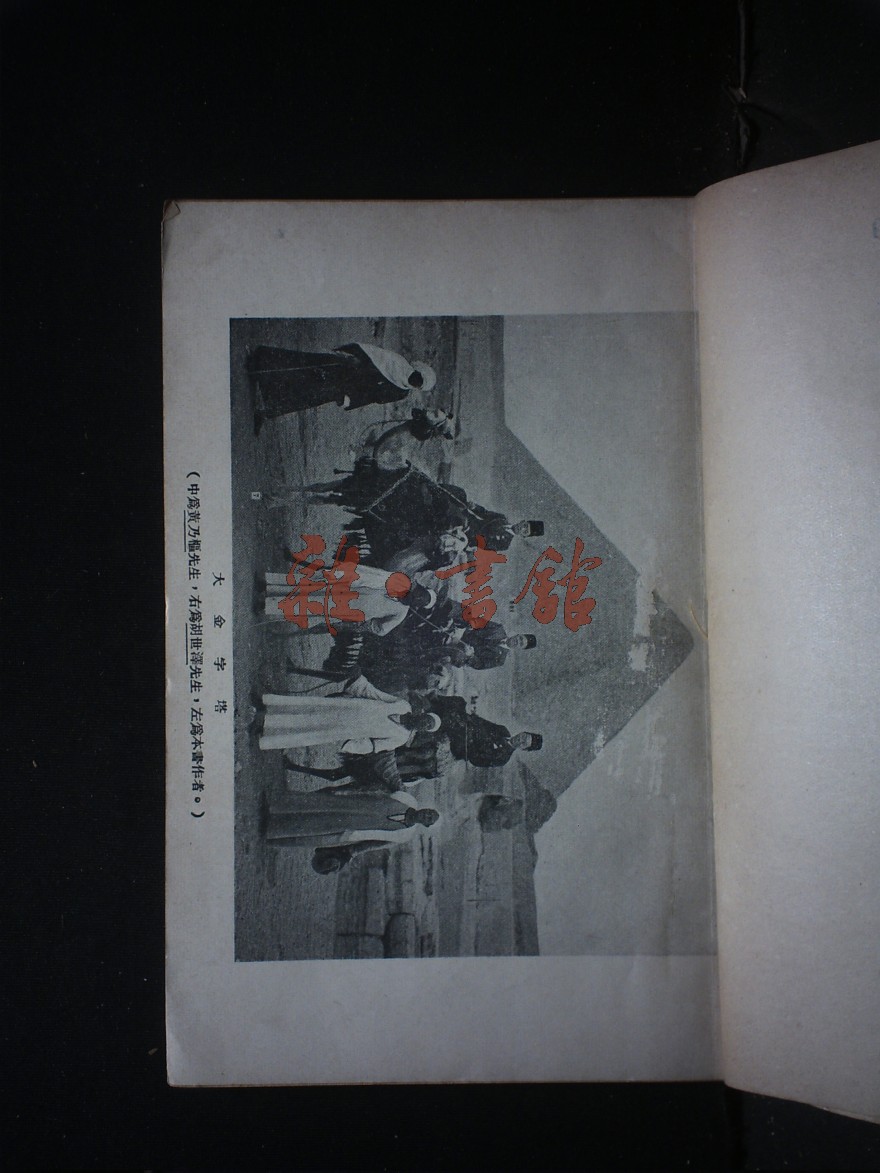 大金字塔
(中爲黃乃樞先生，右爲胡世澤先生，左爲本書作者。)
雜·書館